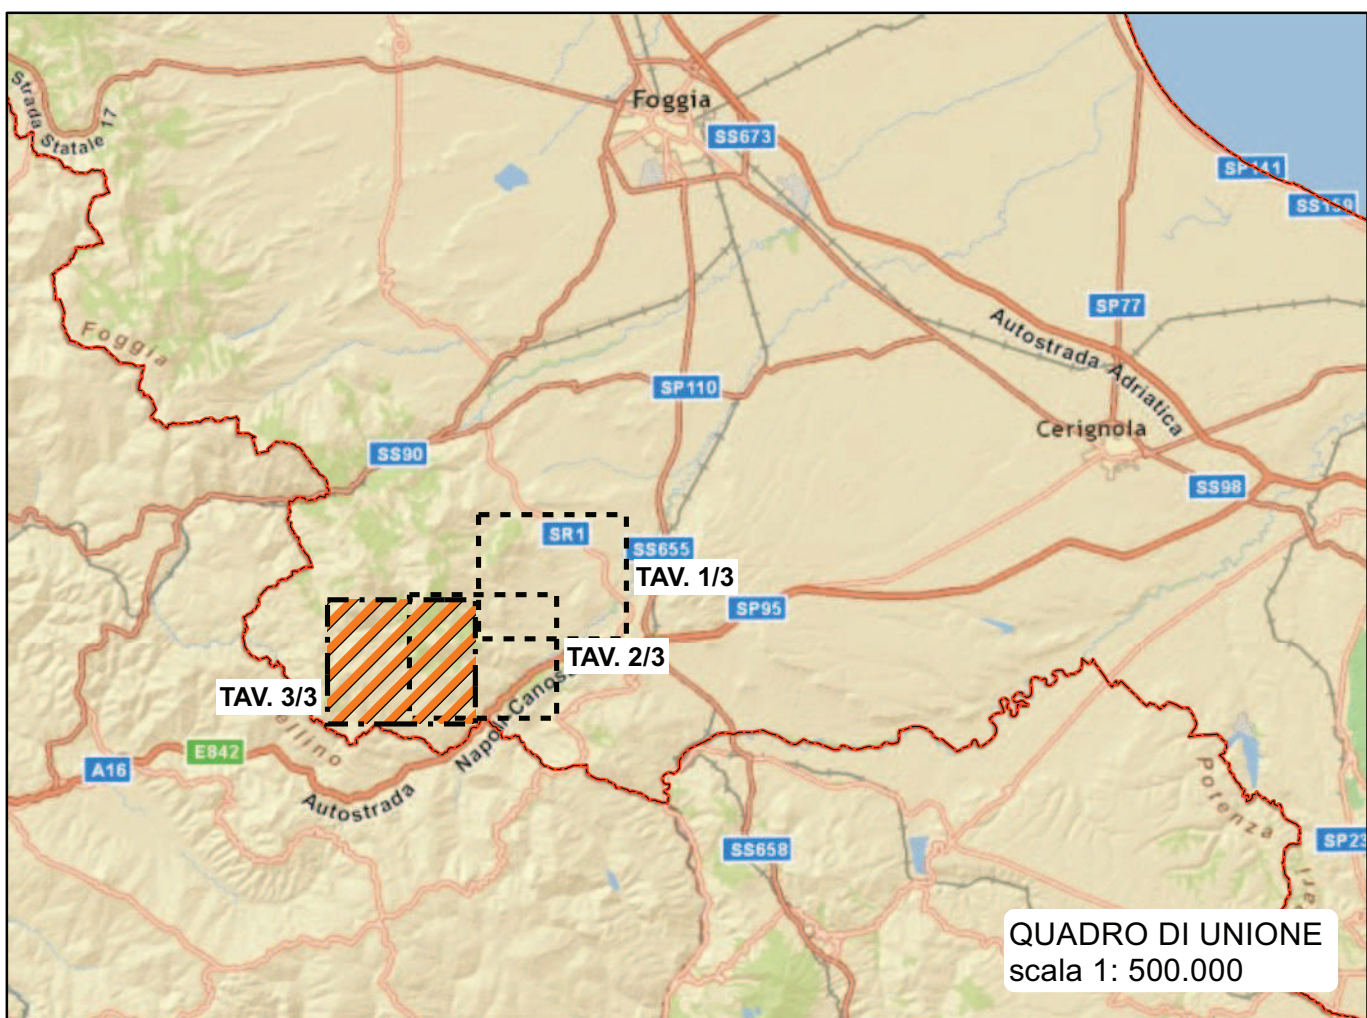 Strada
Statale 17
Foggia
SS673
SP141
SS159
SP77
Foggia
Autostrada Adriatica
SP110
Cerignola
SS90
SS98
SR1
SS655
TAV. 1/3
SP95
TAV. 2/3
TAV. 3/3
Napoli Canosa
E842
A16
Autostrada
Potenza
SS658
SP23
QUADRO DI UNIONE
scala 1: 500.000